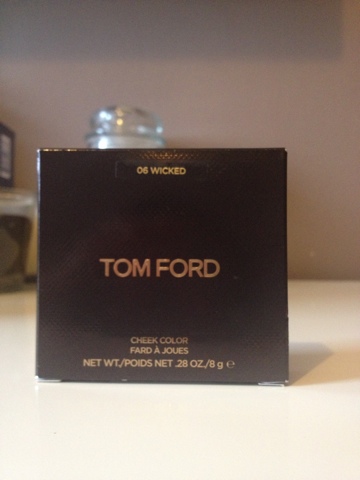 06 WICKED
TOM FORD
CHEEK COLOR
FARD À JOUES
NET WT./POIDS NET .28 OZ./8 g ℮